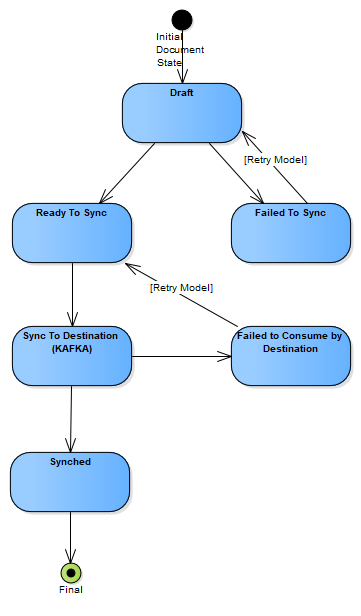 Initial
Document
State
Draft
[Retry Model]
Ready To Sync
Failed To Sync
[Retry Model]
Sync To Destination
(KAFKA)
Failed to Consume by
Destination
Synched
Final